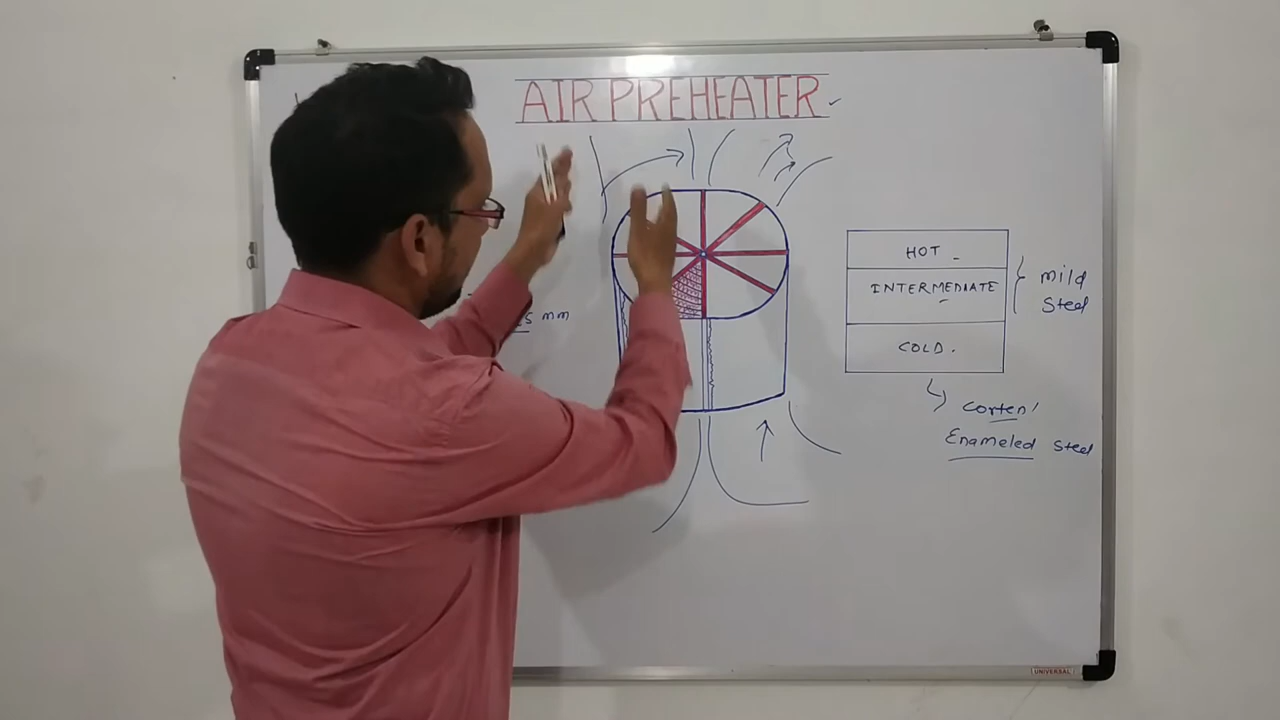 AIR PREHEATER
mm
HOT
INTERMEDIATE
COLD.
mild
Steel
Corten/
Enameled Steel
UNIVERSAL